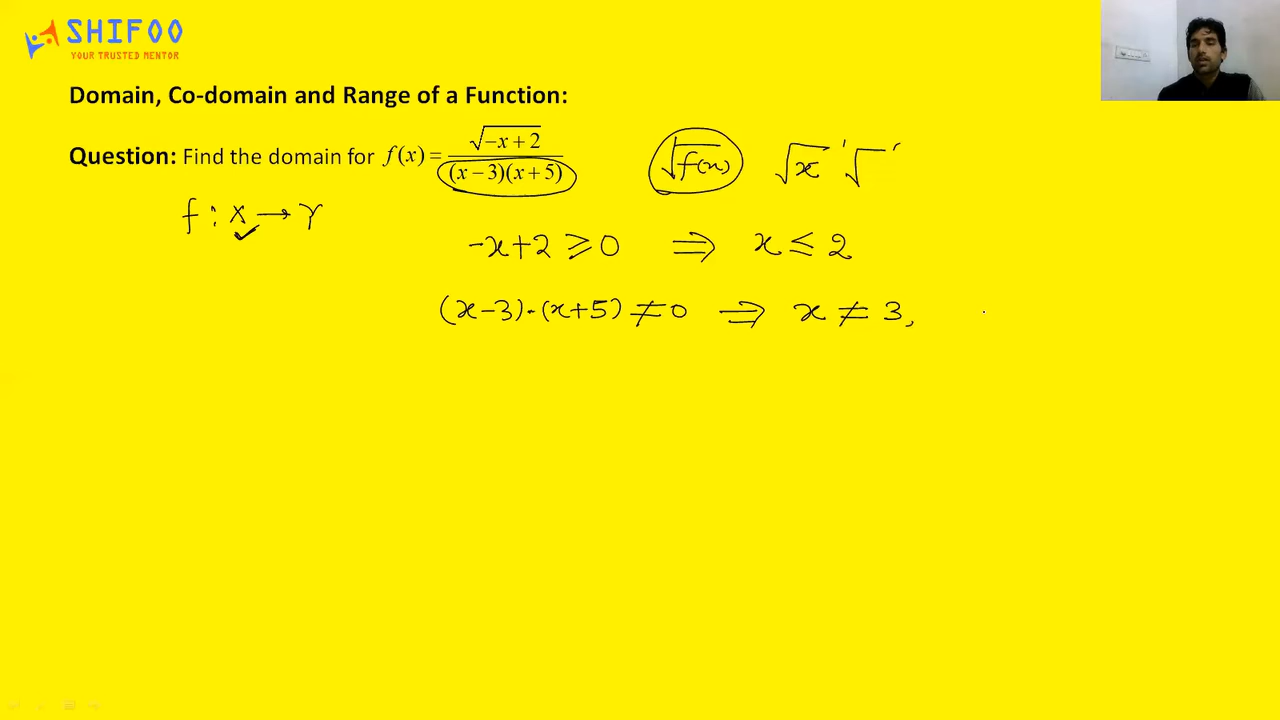 SHIFOO
YOUR TRUSTED MENTOR
Domain, Co-domain and Range of a Function:
Question: Find the domain for f(x) = √(-x+2) / (x-3)(x+5)
√f(x) √x ' √ '
f : X → Y
-x+2 ≥ 0 ⇒ x ≤ 2
(x-3)·(x+5) ≠ 0 ⇒ x ≠ 3,